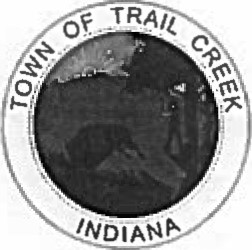 TOWN OF TRAIL CREEK
INDIANA